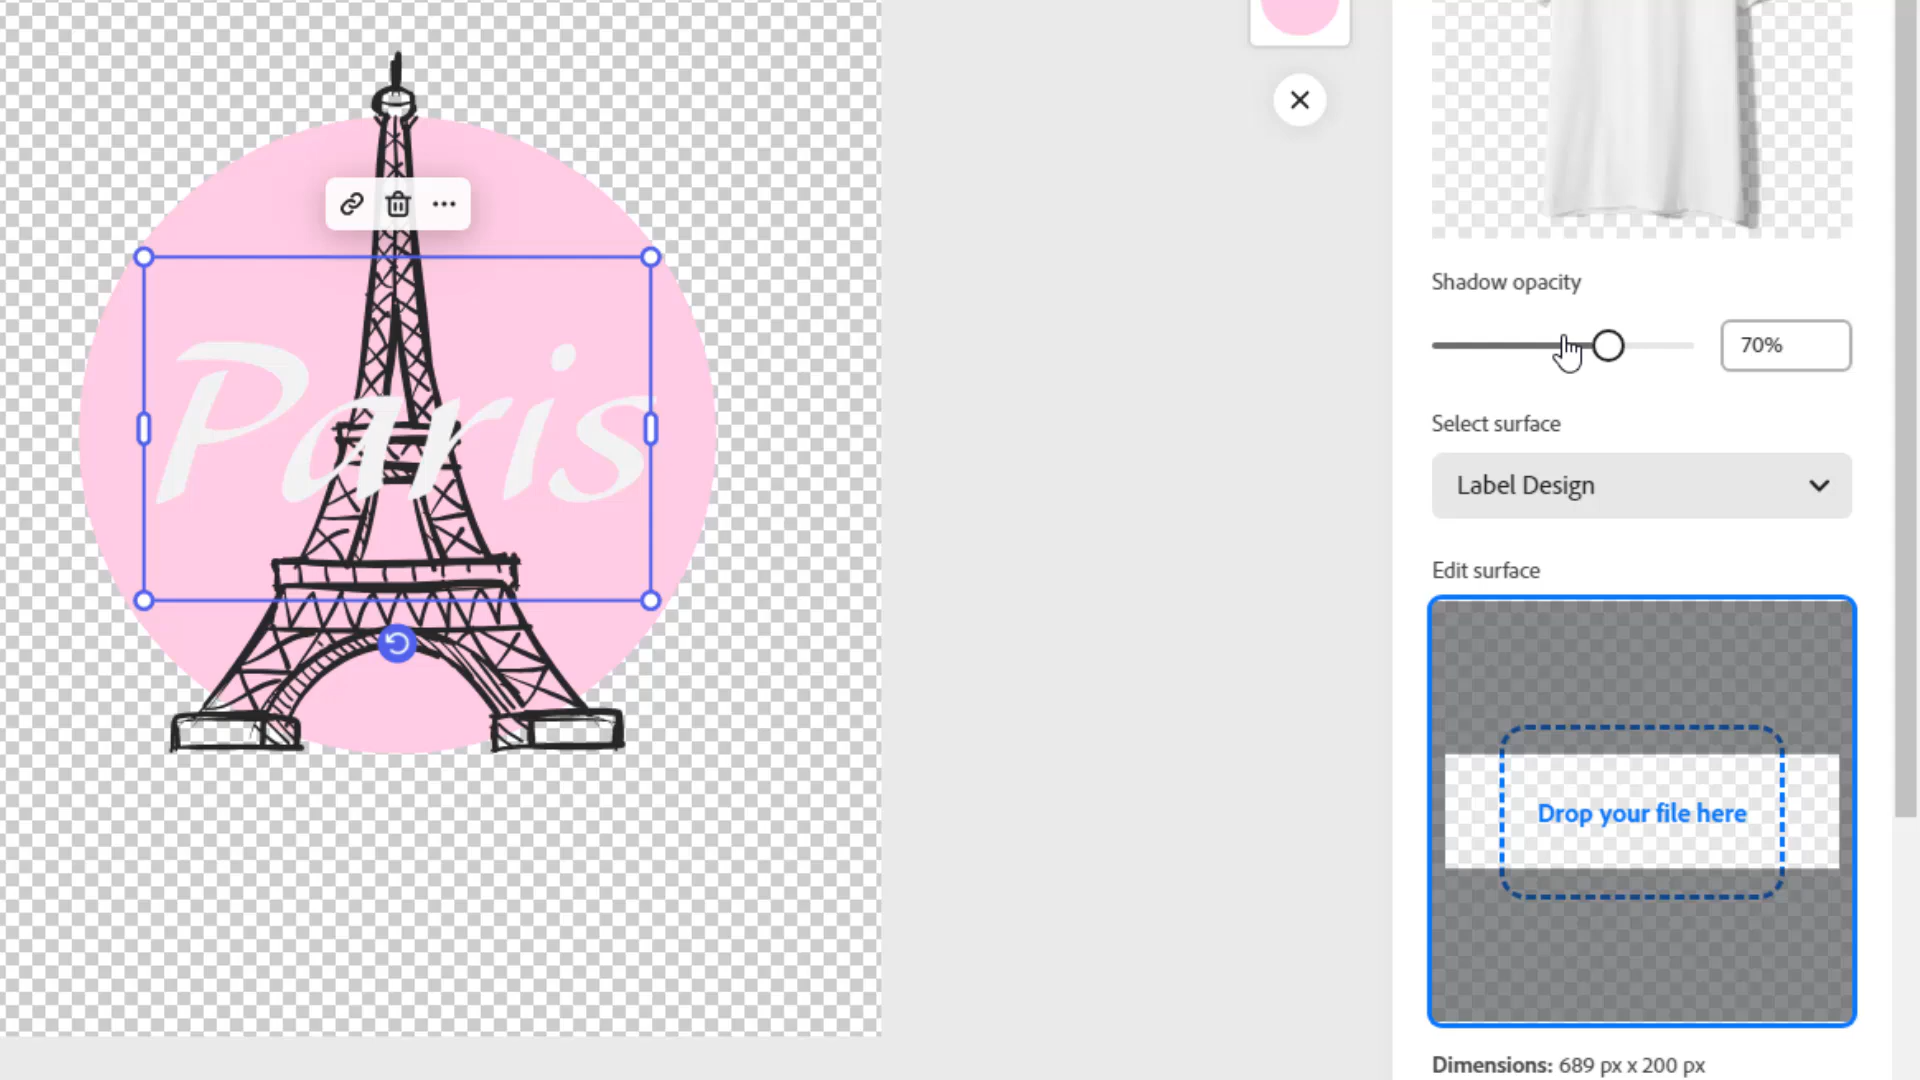 Paris
Shadow opacity
70%
Select surface
Label Design
Edit surface
Drop your file here
Dimensions: 689 px x 200 px